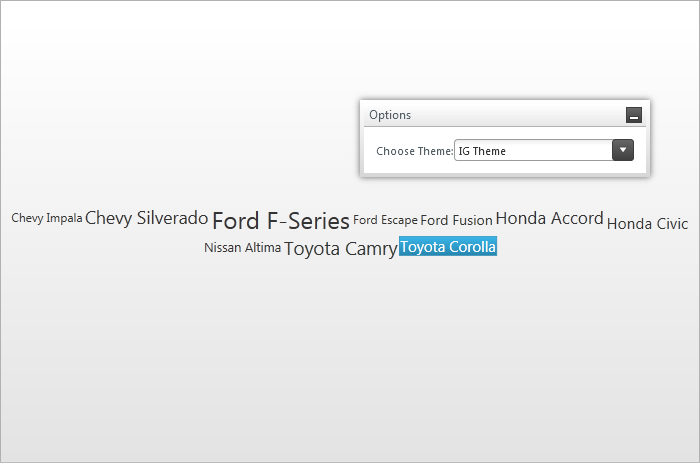 Options
Choose Theme: IG Theme
Chevy Impala Chevy Silverado Ford F-Series Ford Escape Ford Fusion Honda Accord Honda Civic
Nissan Altima Toyota Camry Toyota Corolla